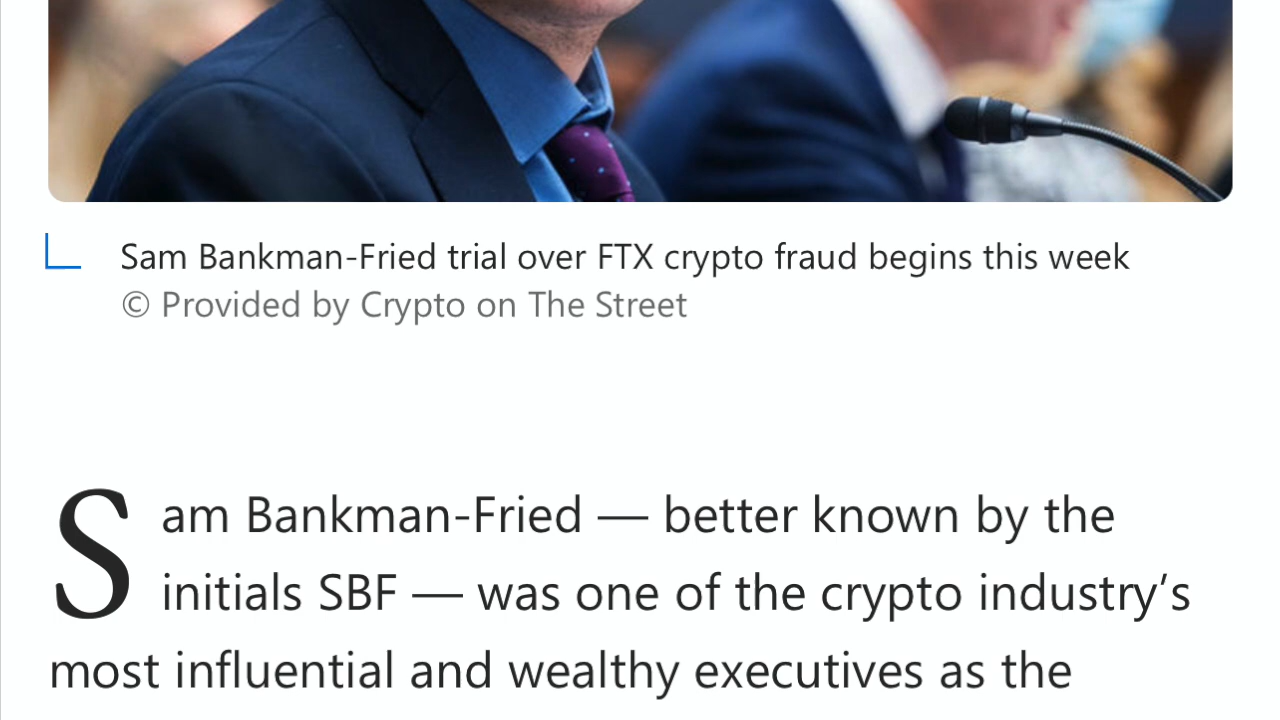 Sam Bankman-Fried trial over FTX crypto fraud begins this week
© Provided by Crypto on The Street
Sam Bankman-Fried — better known by the
initials SBF — was one of the crypto industry’s
most influential and wealthy executives as the